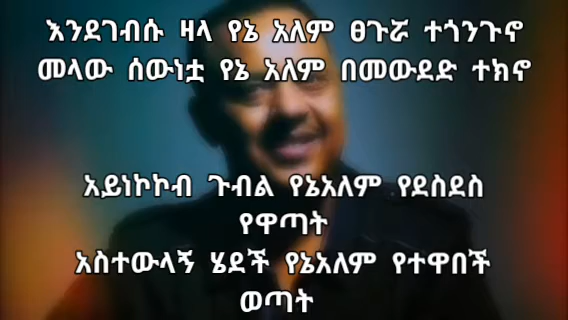 እንደገብሱ ዛላ የኔ አለም ፀጉሯ ተጎንጉኖ
መላው ሰውነቷ የኔ አለም በመውደድ ተክኖ
አይነኮኮብ ጉብል የኔአለም የደስደስ
የዋጣት
አስተውላኝ ሄደች የኔአለም የተዋበች
ወጣት